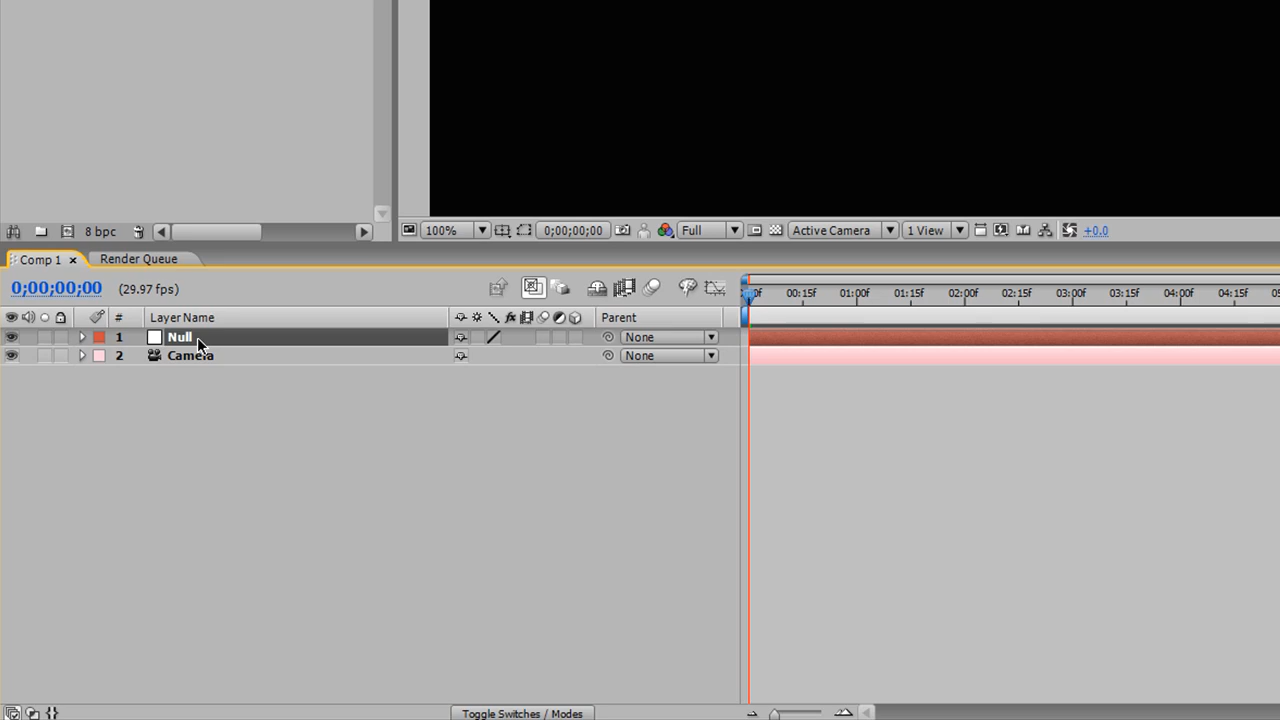 8 bpc
100%
0;00;00;00
Full
Active Camera
1 View
+0.0
Comp 1
Render Queue
0;00;00;00
(29.97 fps)
00:15f
01:00f
01:15f
02:00f
02:15f
03:00f
03:15f
04:00f
04:15f
# Layer Name
fx
Parent
1 Null
None
2 Camera
None
Toggle Switches / Modes